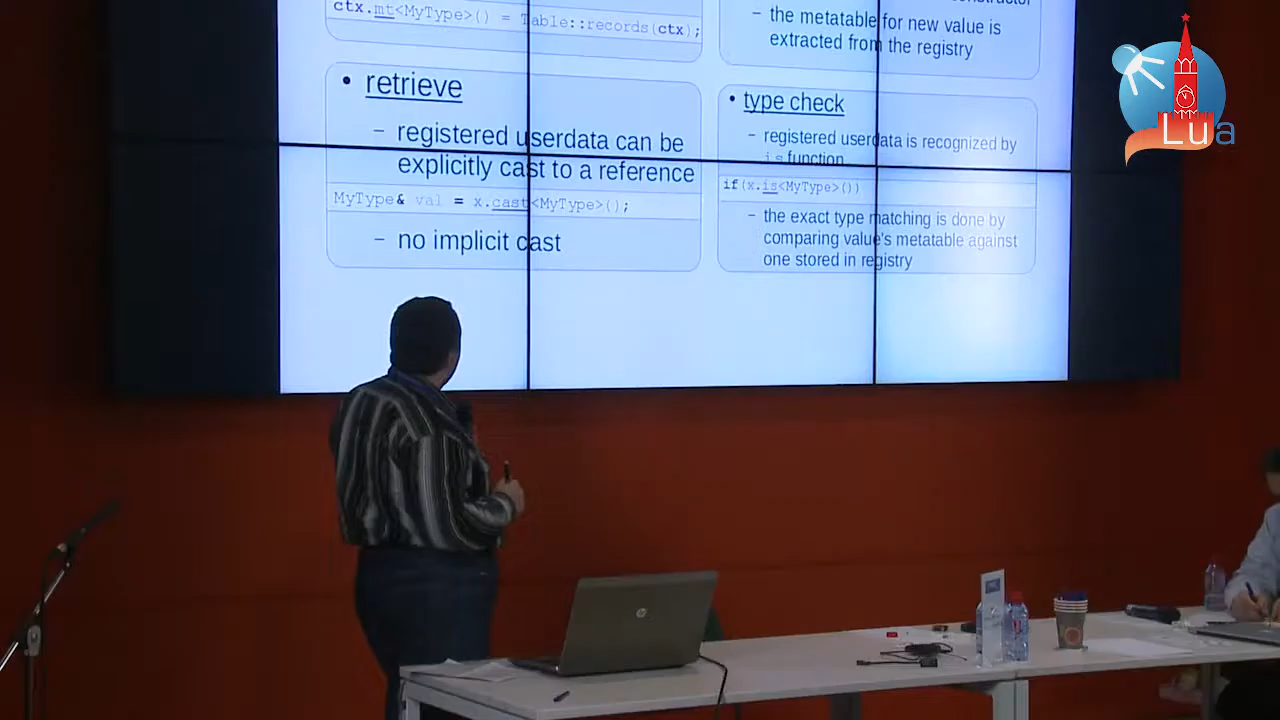 ctx.mt<MyType>() = Table::records(ctx);
– the metatable for new value is
extracted from the registry
• retrieve
– registered userdata can be
explicitly cast to a reference
MyType& val = x.cast<MyType>();
– no implicit cast
• type check
– registered userdata is recognized by
is function
if(x.is<MyType>())
– the exact type matching is done by
comparing value's metatable against
one stored in registry
Lua
hp